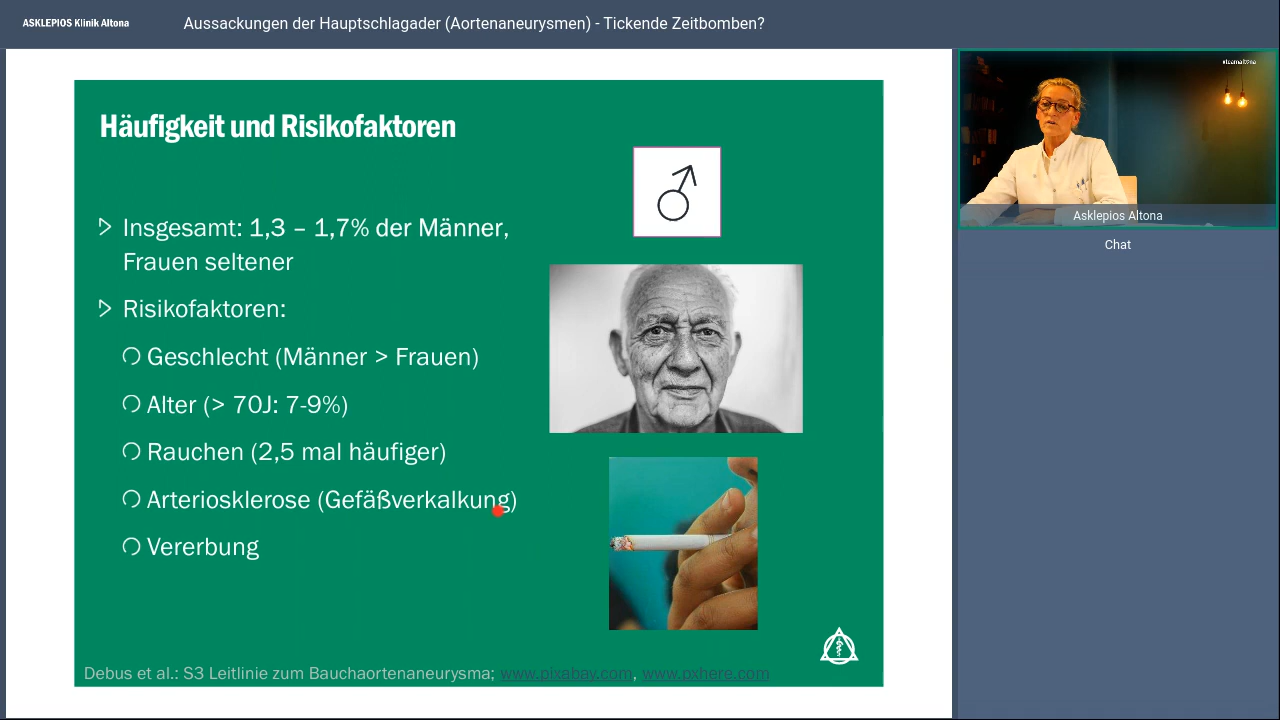 ASKLEPIOS Klinik Altona
Aussackungen der Hauptschlagader (Aortenaneurysmen) - Tickende Zeitbomben?
Häufigkeit und Risikofaktoren
Insgesamt: 1,3 – 1,7% der Männer,
Frauen seltener
Risikofaktoren:
Geschlecht (Männer > Frauen)
Alter (> 70J: 7-9%)
Rauchen (2,5 mal häufiger)
Arteriosklerose (Gefäßverkalkung)
Vererbung
Debus et al.: S3 Leitlinie zum Bauchaortenaneurysma; www.pixabay.com, www.pxhere.com
#teamaltona
Asklepios Altona
Chat